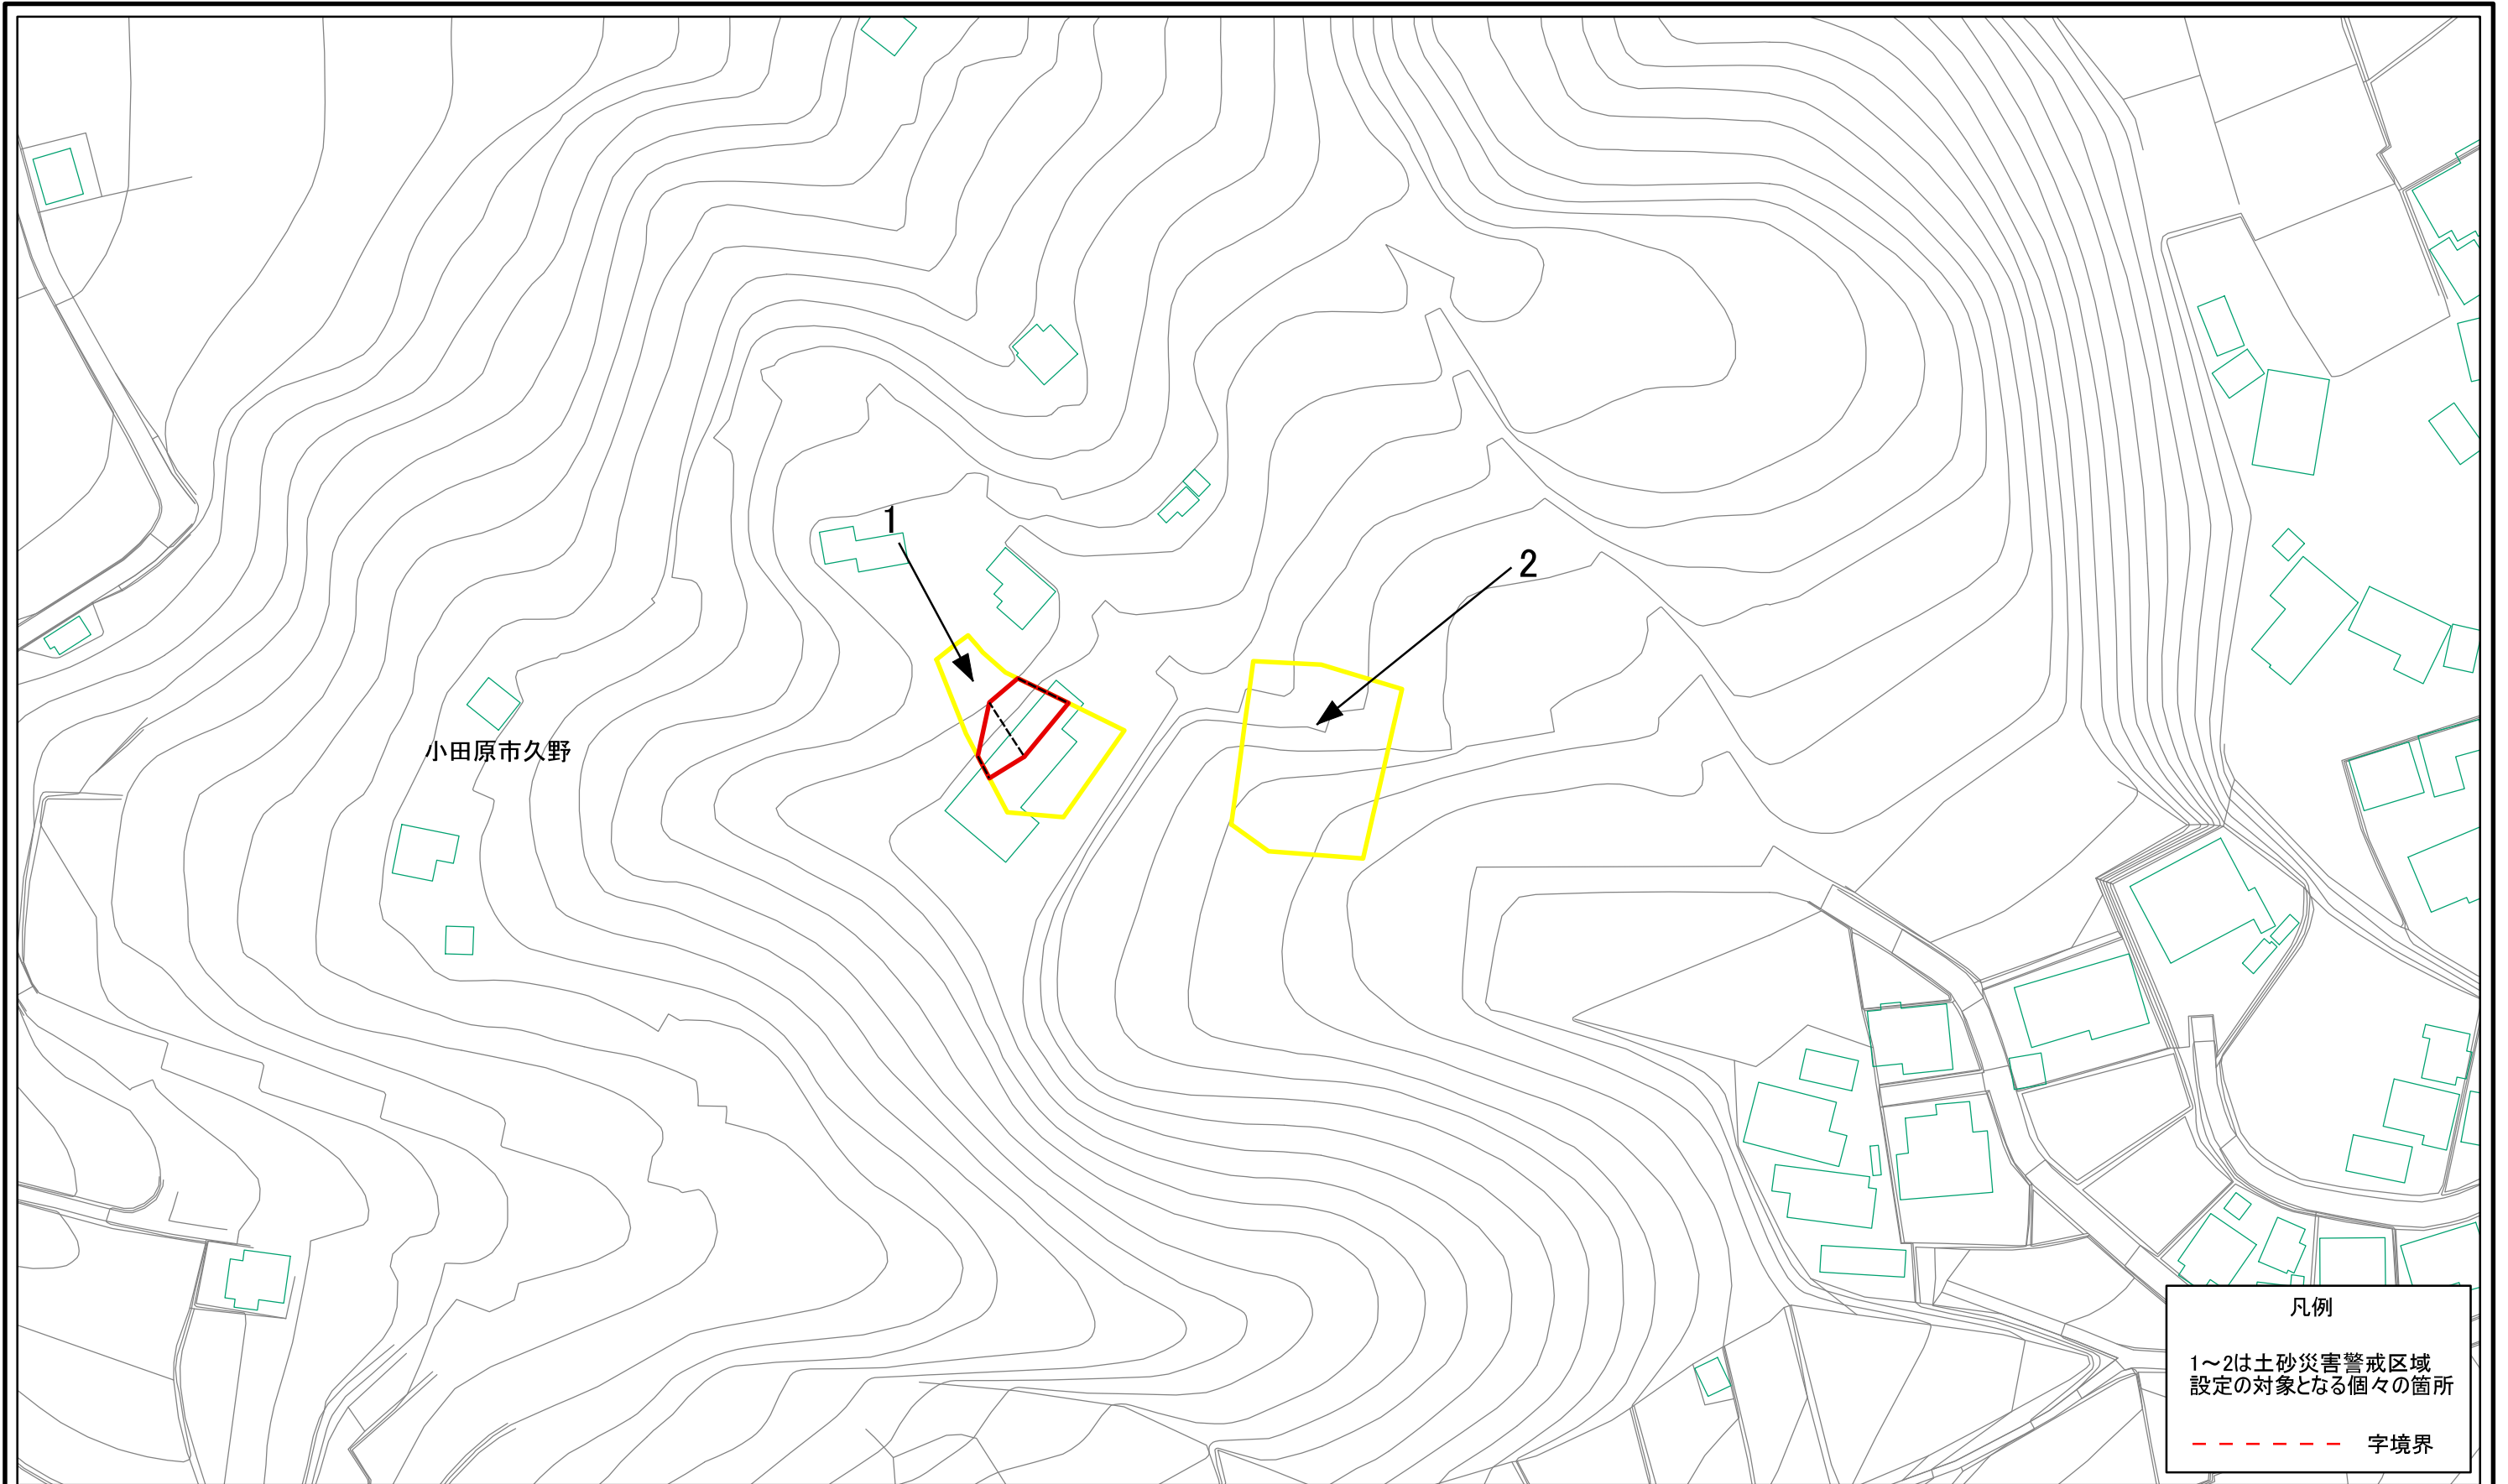 1
2
小田原市久野
凡例
1～2は土砂災害警戒区域
設定の対象となる個々の箇所
字境界